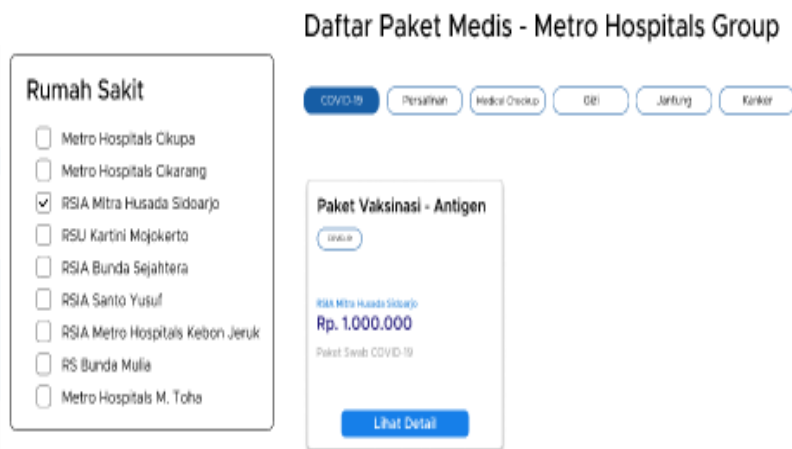 Daftar Paket Medis - Metro Hospitals Group
Rumah Sakit
Metro Hospitals Cikupa
Metro Hospitals Cikarang
RSIA Mitra Husada Sidoarjo
RSU Kartini Mojokerto
RSIA Bunda Sejahtera
RSIA Santo Yusuf
RSIA Metro Hospitals Kebon Jeruk
RS Bunda Mulia
Metro Hospitals M. Toha
COVID-19
Persalinan
Medical Checkup
Gizi
Jantung
Kanker
Paket Vaksinasi - Antigen
COVID-19
RSIA Mitra Husada Sidoarjo
Rp. 1.000.000
Paket Swab COVID-19
Lihat Detail